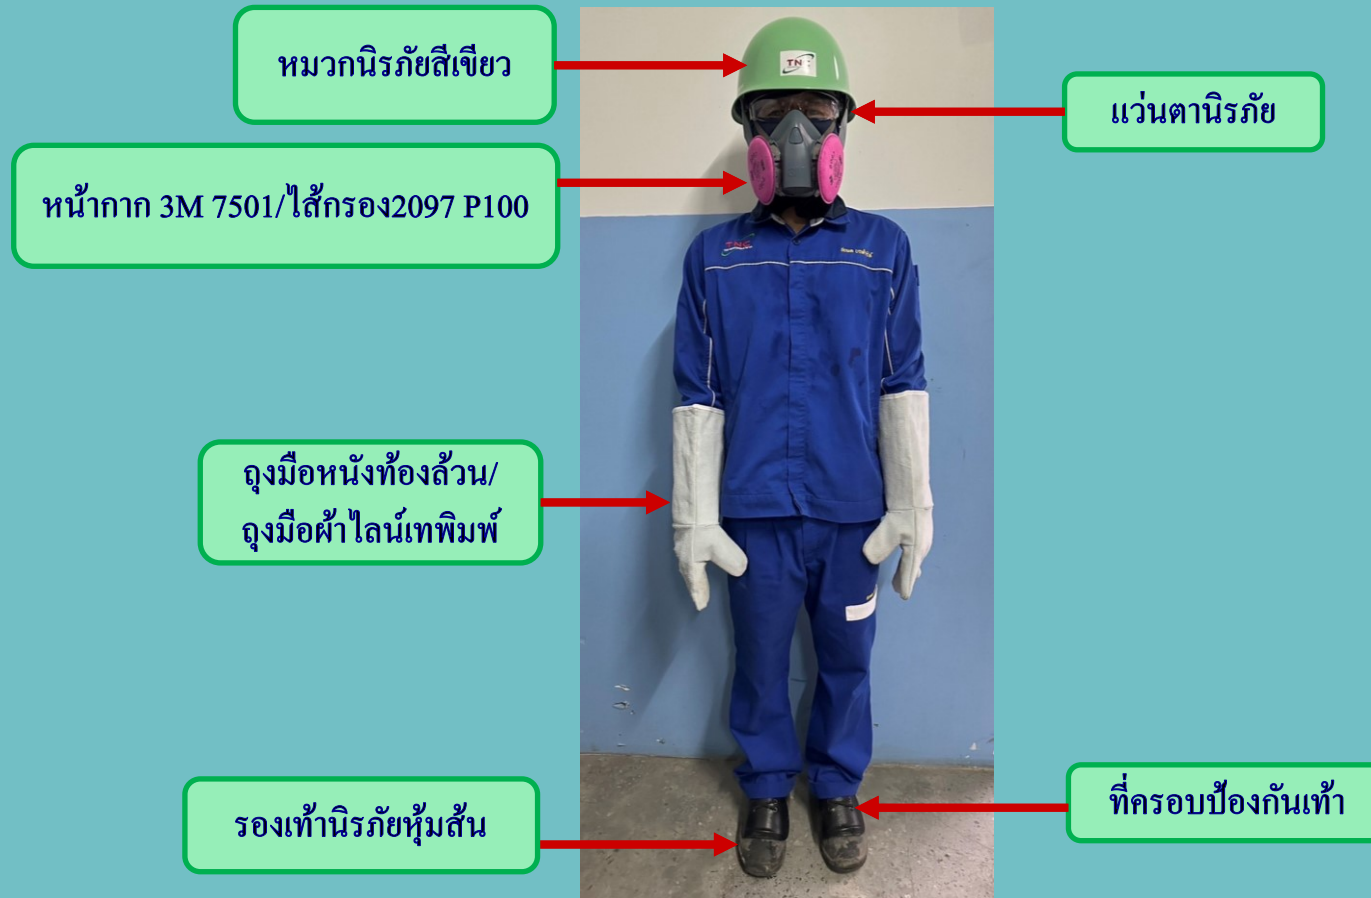 หมวกนิรภัยสีเขียว
แว่นตานิรภัย
หน้ากาก 3M 7501/ไส้กรอง2097 P100
TNC
TNC
ถุงมือหนังท้องล้วน/
ถุงมือผ้าไลน์เทพิมพ์
รองเท้านิรภัยหุ้มส้น
ที่ครอบป้องกันเท้า